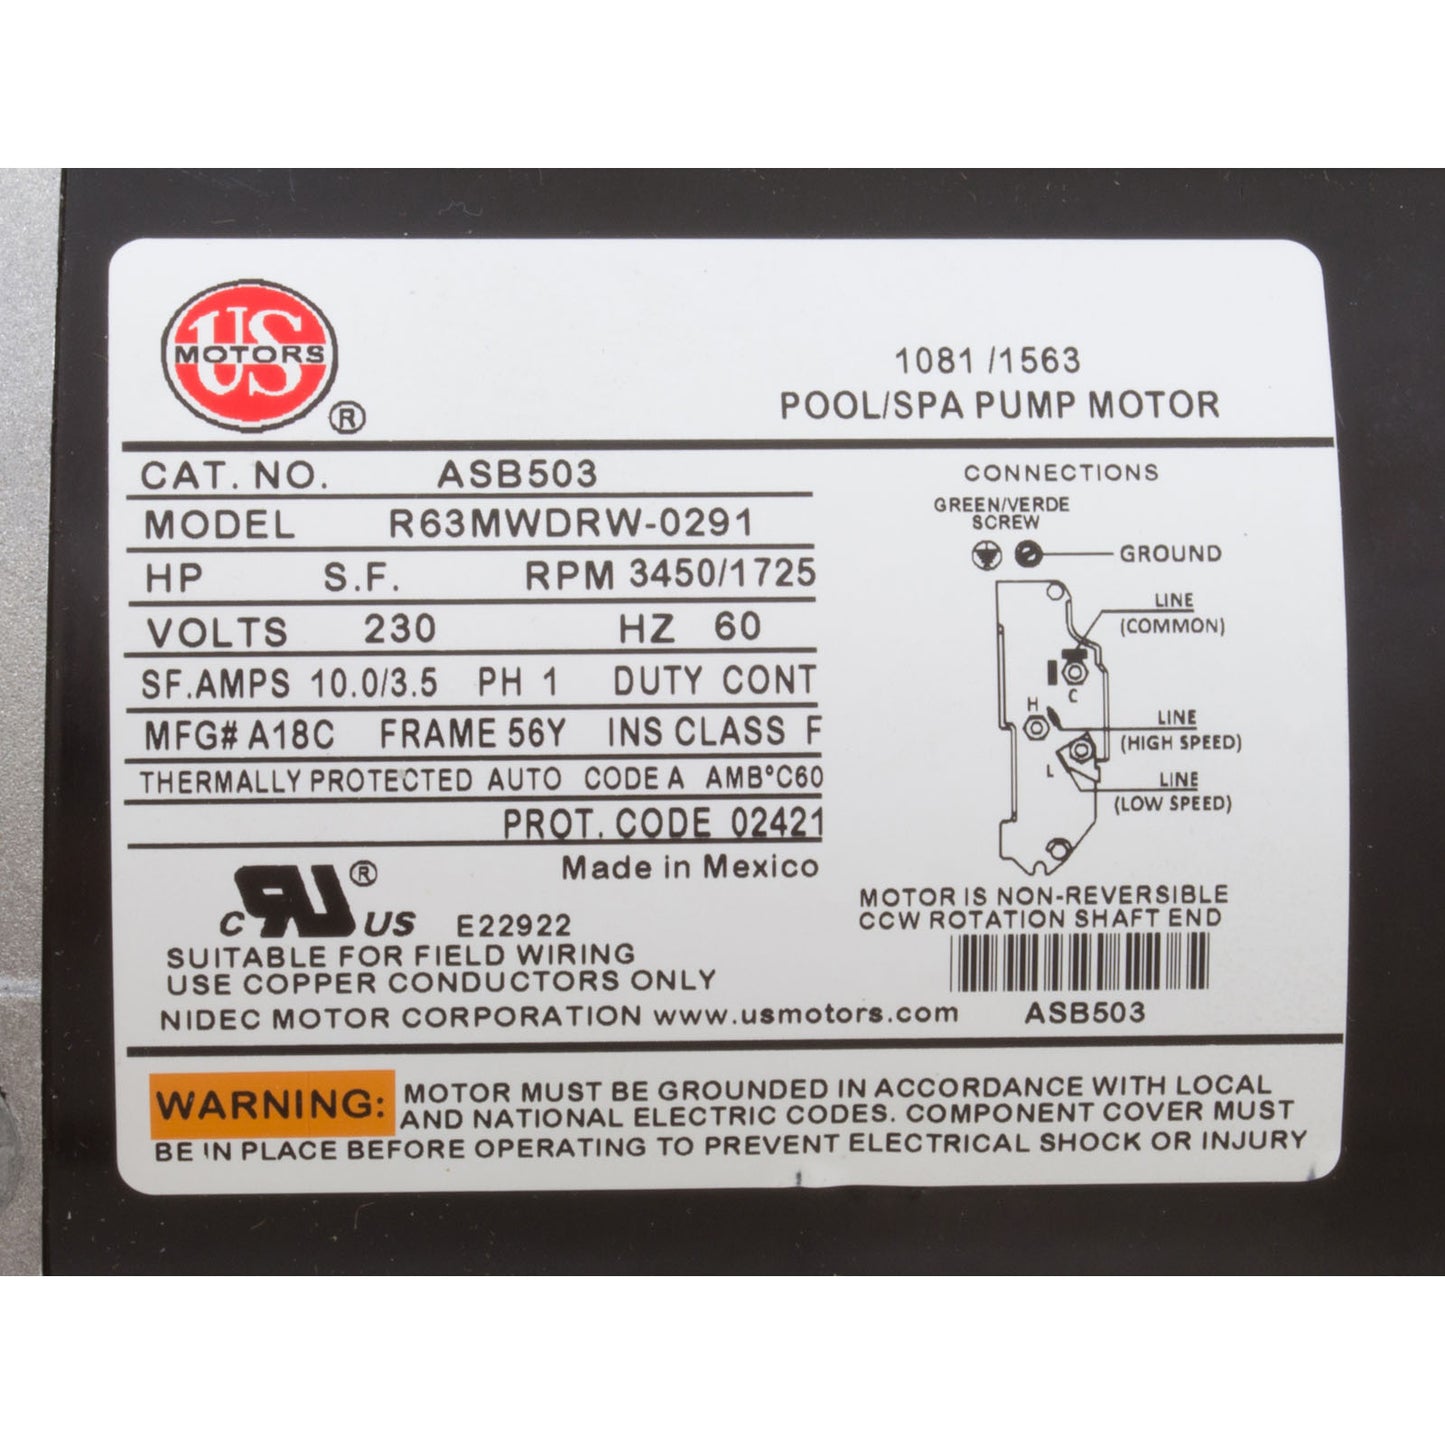 US
MOTORS
®
1081 /1563
POOL/SPA PUMP MOTOR
CAT. NO. ASB503
MODEL R63MWDRW-0291
HP S.F. RPM 3450/1725
VOLTS 230 HZ 60
SF.AMPS 10.0/3.5 PH 1 DUTY CONT
MFG# A18C FRAME 56Y INS CLASS F
THERMALLY PROTECTED AUTO CODE A AMB°C60
PROT. CODE 02421
Made in Mexico
CONNECTIONS
GREEN/VERDE
SCREW
GROUND
LINE
(COMMON)
C
H
LINE
(HIGH SPEED)
L
LINE
(LOW SPEED)
MOTOR IS NON-REVERSIBLE
CCW ROTATION SHAFT END
ASB503
®
C RU US E22922
SUITABLE FOR FIELD WIRING
USE COPPER CONDUCTORS ONLY
NIDEC MOTOR CORPORATION www.usmotors.com
WARNING: MOTOR MUST BE GROUNDED IN ACCORDANCE WITH LOCAL
AND NATIONAL ELECTRIC CODES. COMPONENT COVER MUST
BE IN PLACE BEFORE OPERATING TO PREVENT ELECTRICAL SHOCK OR INJURY